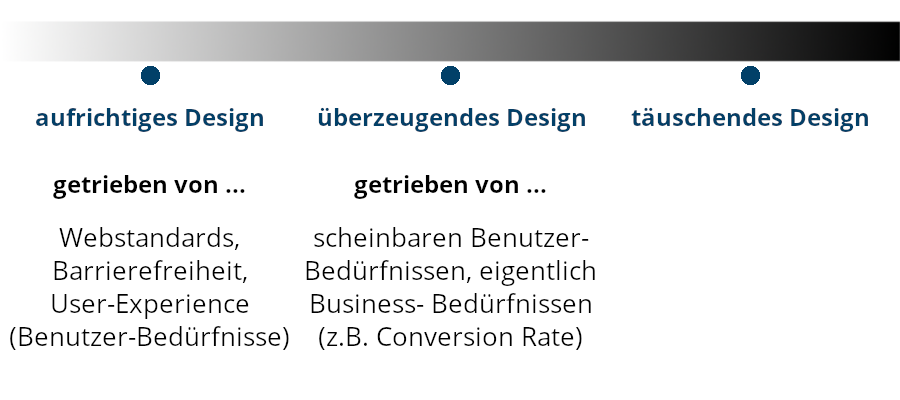 aufrichtiges Design
überzeugendes Design
täuschendes Design
getrieben von ...
Webstandards,
Barrierefreiheit,
User-Experience
(Benutzer-Bedürfnisse)
getrieben von ...
scheinbaren Benutzer-
Bedürfnissen, eigentlich
Business- Bedürfnissen
(z.B. Conversion Rate)